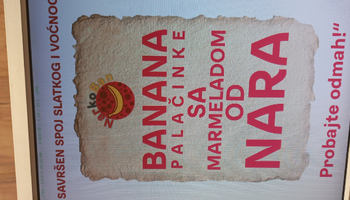 SAVRŠEN SPOJ SLATKOG I VOĆNOG
BANANA
PALAČINKE
SA
MARMELADOM
OD
NARA
Probajte odmah!“